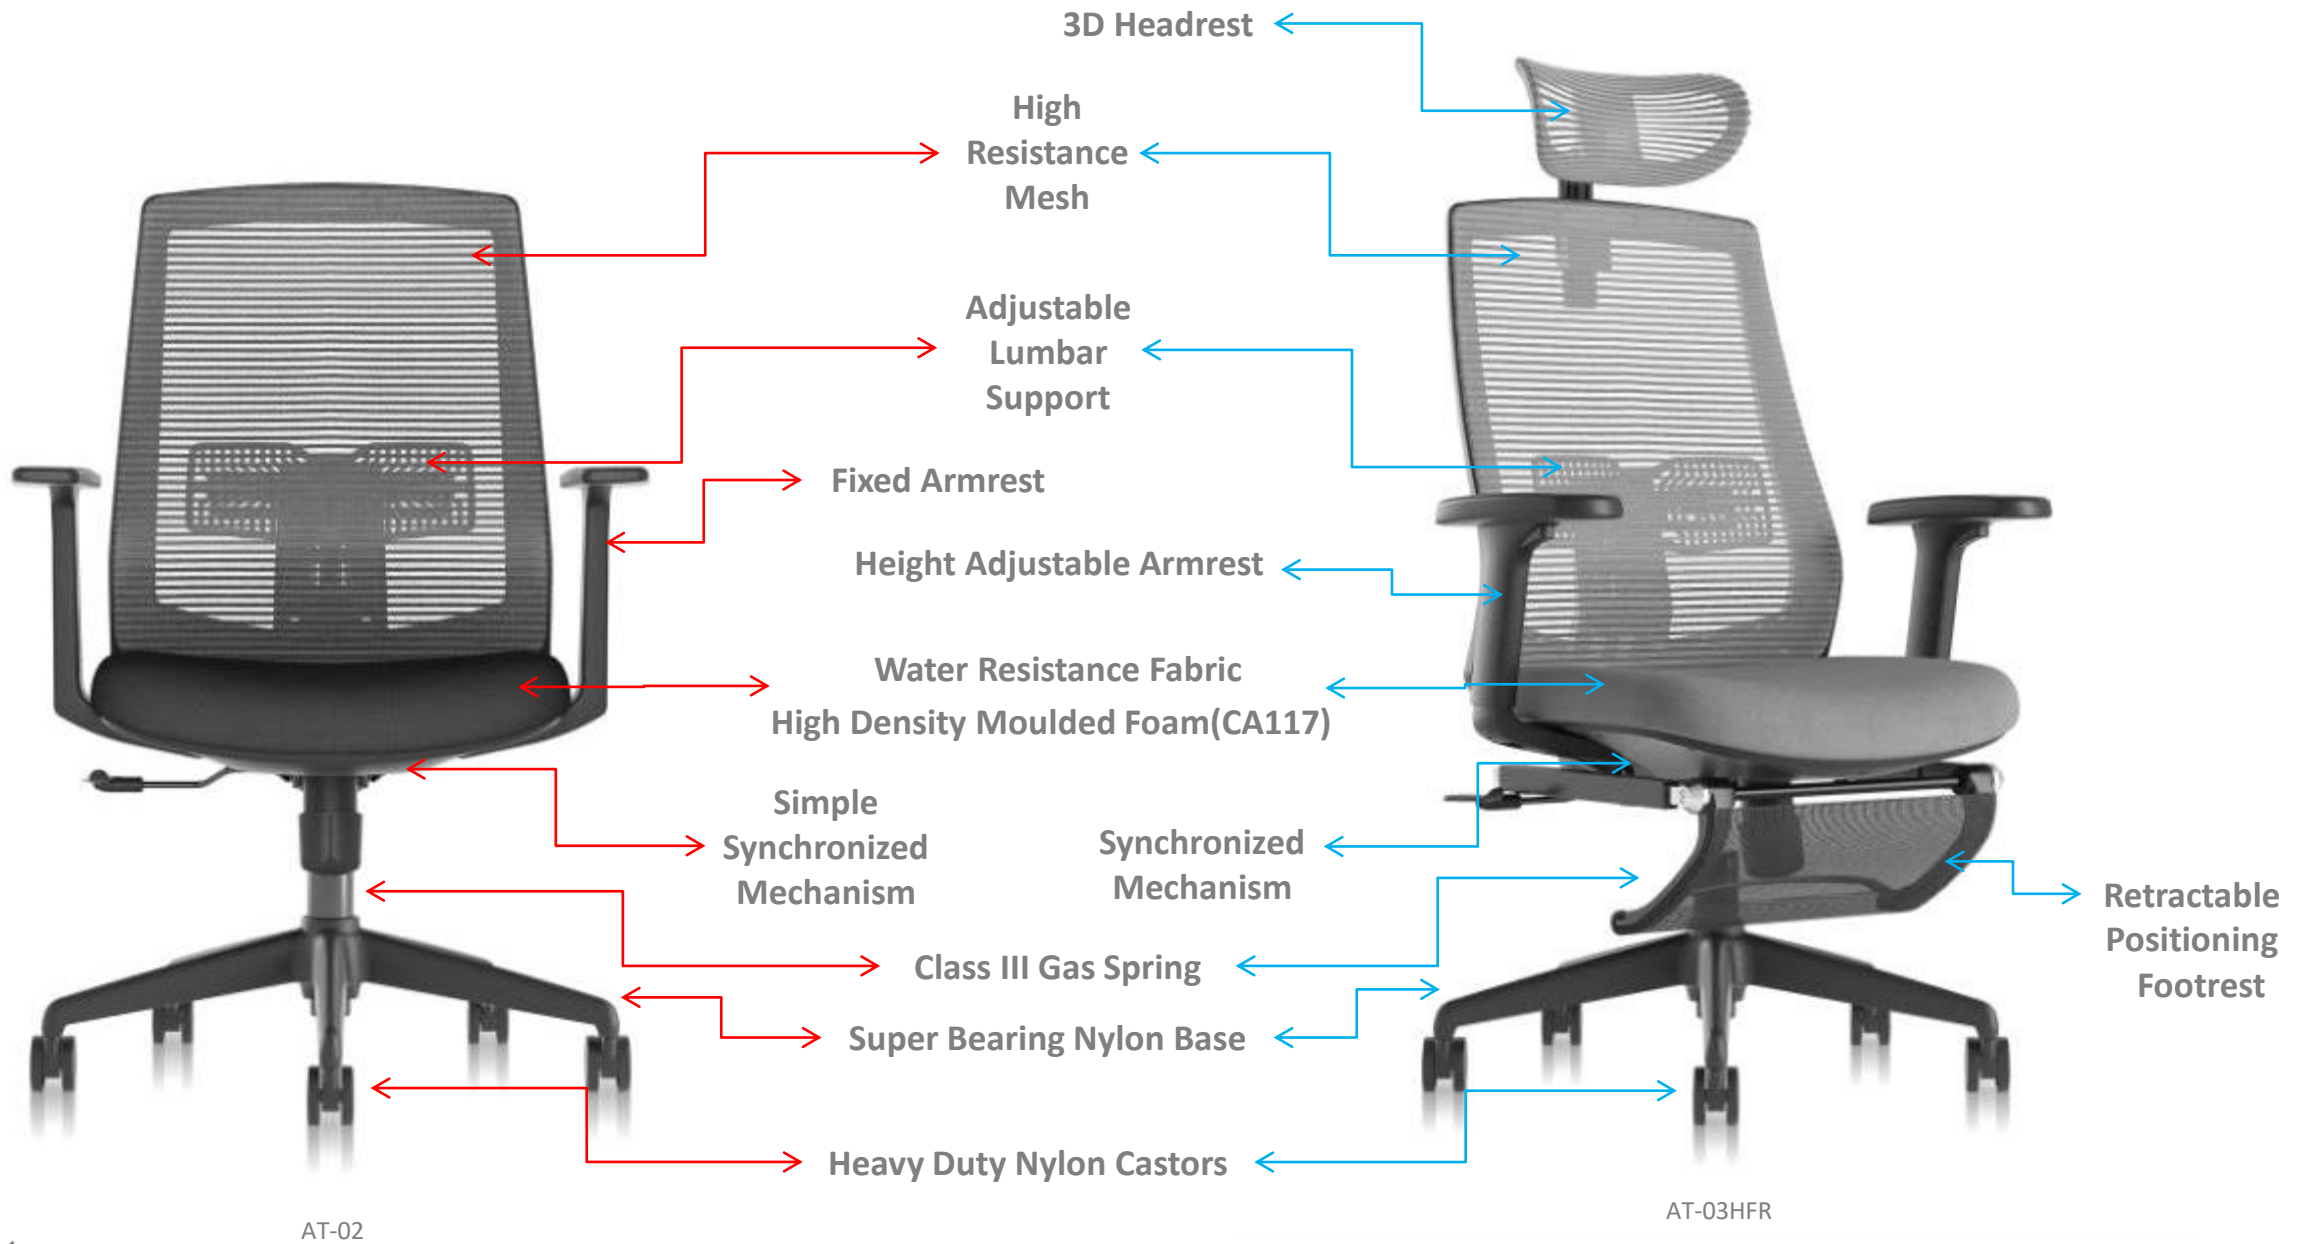 3D Headrest
High
Resistance
Mesh
Adjustable
Lumbar
Support
Fixed Armrest
Height Adjustable Armrest
Water Resistance Fabric
High Density Moulded Foam(CA117)
Simple
Synchronized
Mechanism
Synchronized
Mechanism
Retractable
Positioning
Footrest
Class III Gas Spring
Super Bearing Nylon Base
Heavy Duty Nylon Castors
AT-02
AT-03HFR